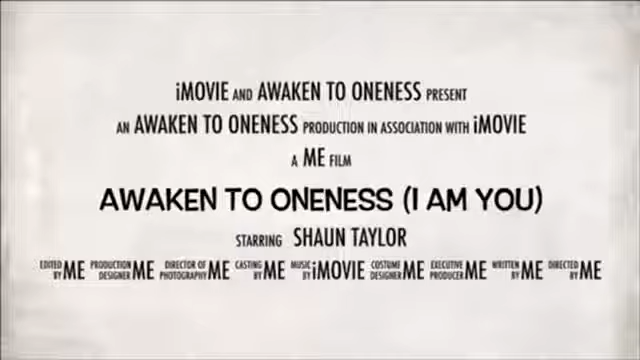 iMOVIE AND AWAKEN TO ONENESS PRESENT
AN AWAKEN TO ONENESS PRODUCTION IN ASSOCIATION WITH iMOVIE
A ME FILM
AWAKEN TO ONENESS (I AM YOU)
STARRING SHAUN TAYLOR
EDITED BY ME PRODUCTION DESIGNER ME DIRECTOR OF PHOTOGRAPHY ME CASTING BY ME MUSIC BY iMOVIE COSTUME DESIGNER ME EXECUTIVE PRODUCER ME WRITTEN BY ME DIRECTED BY ME